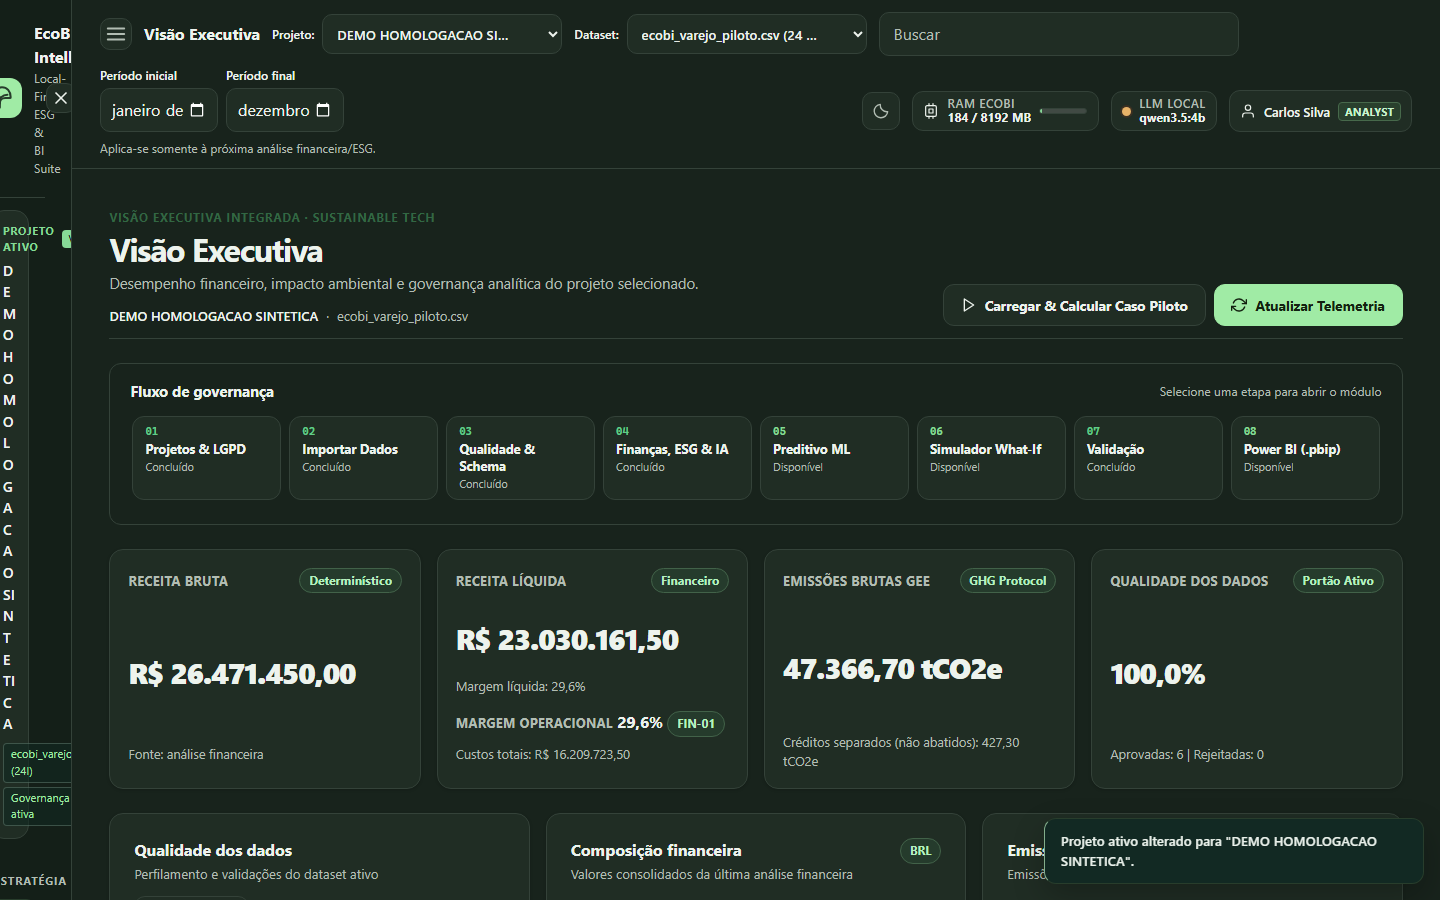 EcoB
Intell
Local-
Fir
ESG
&
BI
Suite
PROJETO
ATIVO
D
E
M
O
H
O
M
O
L
O
G
A
C
A
O
SI
N
T
E
TI
C
A
ecobi_varejo
(24l)
Governança
ativa
STRATÉGIA
Visão Executiva
Projeto:
DEMO HOMOLOGACAO SI...
Dataset:
ecobi_varejo_piloto.csv (24 ...
Buscar
Período inicial
Período final
janeiro de
dezembro
Aplica-se somente à próxima análise financeira/ESG.
RAM ECOBI
184 / 8192 MB
LLM LOCAL
qwen3.5:4b
Carlos Silva
ANALYST
VISÃO EXECUTIVA INTEGRADA · SUSTAINABLE TECH
Visão Executiva
Desempenho financeiro, impacto ambiental e governança analítica do projeto selecionado.
DEMO HOMOLOGACAO SINTETICA · ecobi_varejo_piloto.csv
Carregar & Calcular Caso Piloto
Atualizar Telemetria
Fluxo de governança
Selecione uma etapa para abrir o módulo
01
Projetos & LGPD
Concluído
02
Importar Dados
Concluído
03
Qualidade &
Schema
Concluído
04
Finanças, ESG & IA
Concluído
05
Preditivo ML
Disponível
06
Simulador What-If
Disponível
07
Validação
Concluído
08
Power BI (.pbip)
Disponível
RECEITA BRUTA
Determinístico
R$ 26.471.450,00
Fonte: análise financeira
RECEITA LÍQUIDA
Financeiro
R$ 23.030.161,50
Margem líquida: 29,6%
MARGEM OPERACIONAL 29,6% FIN-01
Custos totais: R$ 16.209.723,50
EMISSÕES BRUTAS GEE
GHG Protocol
47.366,70 tCO2e
Créditos separados (não abatidos): 427,30
tCO2e
QUALIDADE DOS DADOS
Portão Ativo
100,0%
Aprovadas: 6 | Rejeitadas: 0
Qualidade dos dados
Perfilamento e validações do dataset ativo
Composição financeira
BRL
Valores consolidados da última análise financeira
Emis
Emissõ
Projeto ativo alterado para "DEMO HOMOLOGACAO
SINTETICA".